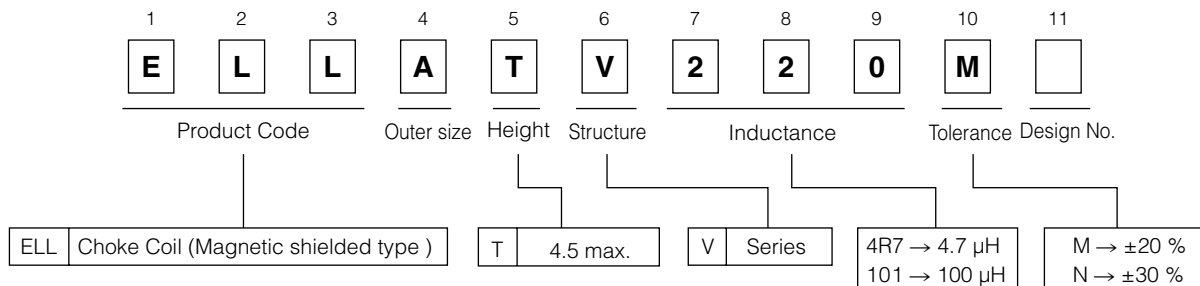 1 2 3 4 5 6 7 8 9 10 11
E L L A T V 2 2 0 M
Product Code Outer size Height Structure Inductance Tolerance Design No.
ELL Choke Coil (Magnetic shielded type ) T 4.5 max. V Series 4R7 → 4.7 µH M → ±20 %
101 → 100 µH N → ±30 %